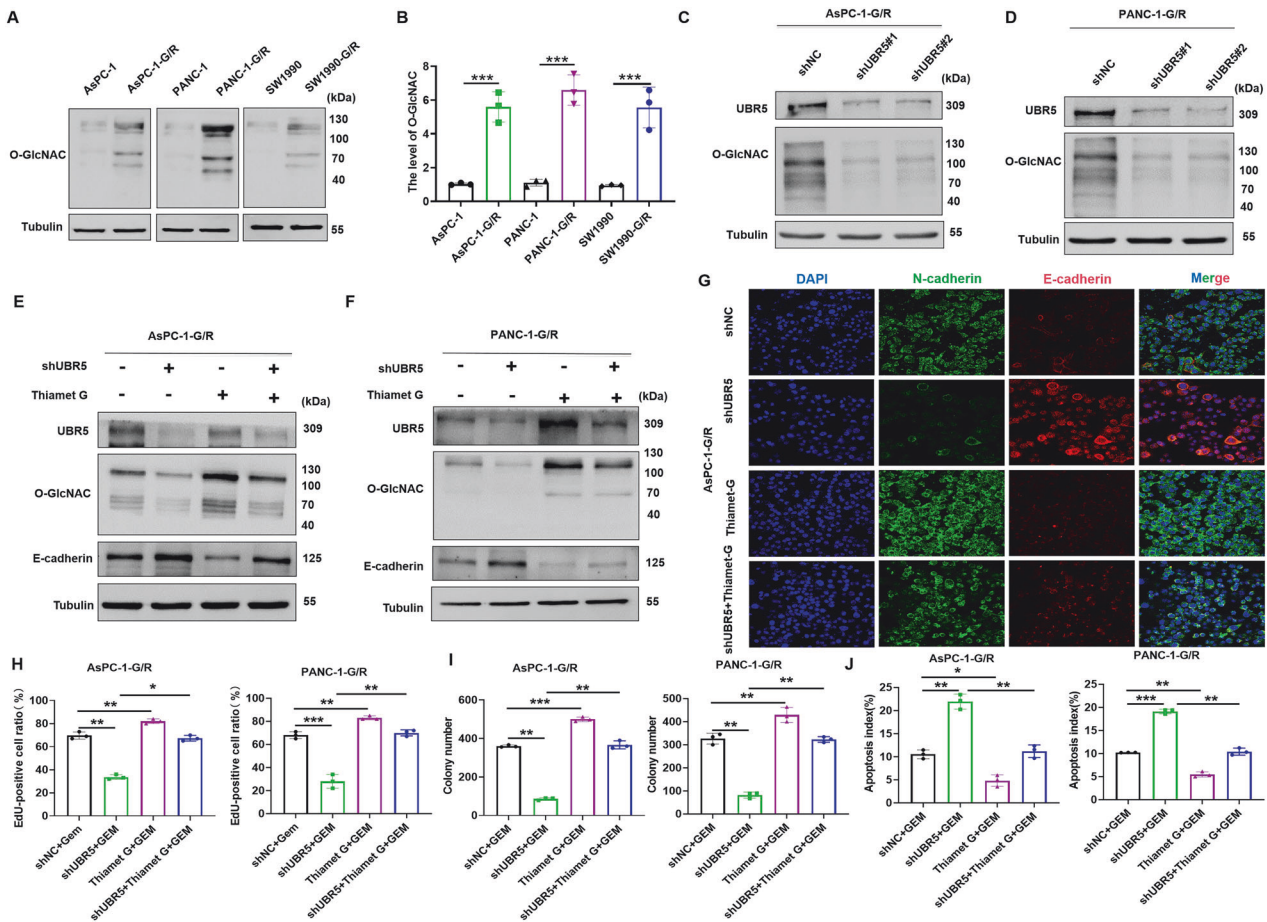 A
AsPC-1
AsPC-1-G/R
PANC-1
PANC-1-G/R
SW1990
SW1990-G/R
(kDa)
O-GlcNAC
130
100
70
40
Tubulin
55
B
The level of O-GlcNAC
8
6
4
2
0
***
***
***
AsPC-1
AsPC-1-G/R
PANC-1
PANC-1-G/R
SW1990
SW1990-G/R
C
AsPC-1-G/R
shNC
shUBR5#1
shUBR5#2
(kDa)
UBR5
309
O-GlcNAC
130
100
70
40
Tubulin
55
D
PANC-1-G/R
shNC
shUBR5#1
shUBR5#2
(kDa)
UBR5
309
O-GlcNAC
130
100
70
40
Tubulin
55
E
AsPC-1-G/R
shUBR5 - + - +
Thiamet G - - + +
(kDa)
UBR5
309
O-GlcNAC
130
100
70
40
E-cadherin
125
Tubulin
55
F
PANC-1-G/R
shUBR5 - + - +
Thiamet G - - + +
(kDa)
UBR5
309
O-GlcNAC
130
100
70
40
E-cadherin
125
Tubulin
55
G
DAPI N-cadherin E-cadherin Merge
AsPC-1-G/R
shNC
shUBR5
Thiamet-G
shUBR5+Thiamet-G
H
AsPC-1-G/R
EdU-positive cell ratio (%)
100
80
60
40
20
0
**
**
*
shNC+Gem
shUBR5+GEM
Thiamet G+GEM
shUBR5+Thiamet G+GEM
PANC-1-G/R
EdU-positive cell ratio (%)
100
80
60
40
20
0
**
***
**
shNC+GEM
shUBR5+GEM
Thiamet G+GEM
shUBR5+Thiamet G+GEM
I
AsPC-1-G/R
Colony number
600
400
300
200
100
0
***
**
**
shNC+GEM
shUBR5+GEM
Thiamet G+GEM
shUBR5+Thiamet G+GEM
PANC-1-G/R
Colony number
500
400
300
200
100
0
**
**
**
shNC+GEM
shUBR5+GEM
Thiamet G+GEM
shUBR5+Thiamet G+GEM
J
AsPC-1-G/R
Apoptosis index(%)
30
25
20
15
10
5
0
*
**
**
shNC+GEM
shUBR5+GEM
Thiamet G+GEM
shUBR5+Thiamet G+GEM
PANC-1-G/R
Apoptosis index(%)
30
25
20
15
10
5
0
**
***
**
shNC+GEM
shUBR5+GEM
Thiamet G+GEM
shUBR5+Thiamet G+GEM